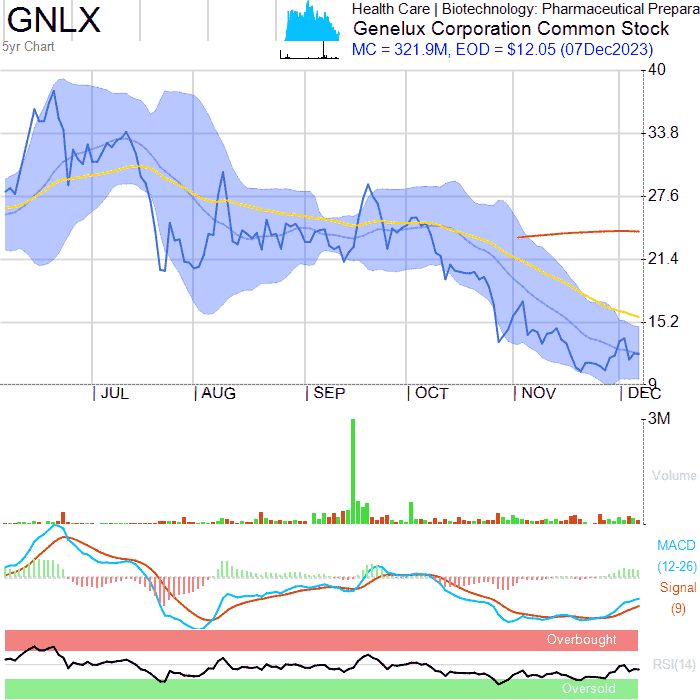 GNLX
5yr Chart
Health Care | Biotechnology: Pharmaceutical Prepara
Genelux Corporation Common Stock
MC = 321.9M, EOD = $12.05 (07Dec2023)
40
33.8
27.6
21.4
15.2
9
JUL AUG SEP OCT NOV DEC
3M
Volume
MACD
(12-26)
Signal
(9)
Overbought
RSI(14)
Oversold